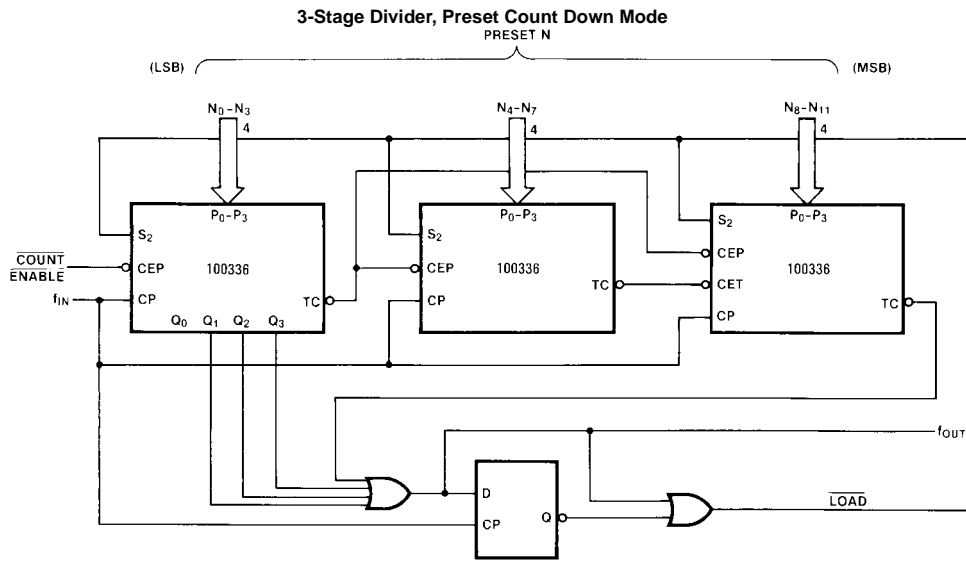 3-Stage Divider, Preset Count Down Mode
PRESET N
(LSB)
(MSB)
N0–N3
N4–N7
N8–N11
4
4
4
P0–P3
P0–P3
P0–P3
S2
S2
S2
COUNT
ENABLE
CEP
100336
CEP
100336
CEP
100336
CET
fIN
CP
TC
CP
TC
CP
TC
Q0
Q1
Q2
Q3
fOUT
D
Q
CP
LOAD